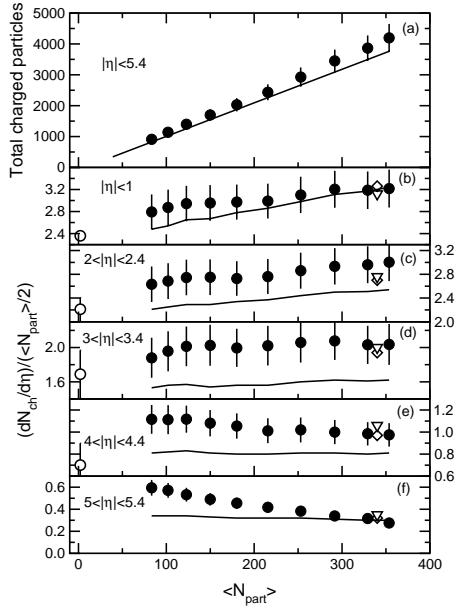 Total charged particles
(dN_ch/dη)/(<N_part>/2)
5000
4000
3000
2000
1000
0
(a)
|η|<5.4
3.2
2.8
2.4
(b)
|η|<1
3.2
2.8
2.4
2.0
(c)
2<|η|<2.4
2.0
1.6
(d)
3<|η|<3.4
1.2
1.0
0.8
0.6
(e)
4<|η|<4.4
0.6
0.4
0.2
0.0
(f)
5<|η|<5.4
0 100 200 300 400
<N_part>